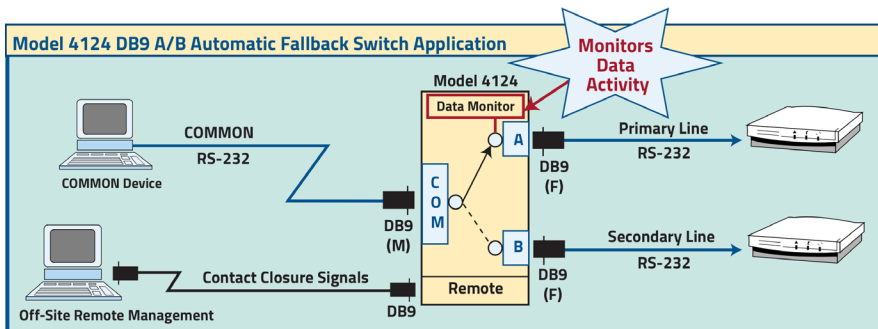 Model 4124 DB9 A/B Automatic Fallback Switch Application
Monitors
Data
Activity
Model 4124
Data Monitor
COMMON
RS-232
COMMON Device
A
Primary Line
RS-232
DB9
(F)
C
O
M
DB9
(M)
B
Secondary Line
RS-232
DB9
(F)
Contact Closure Signals
Remote
DB9
Off-Site Remote Management